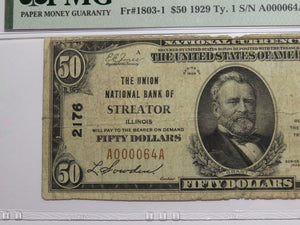 PMG
PAPER MONEY GUARANTY
Fr#1803-1 $50 1929 Ty. 1 S/N A000064
NATIONAL CURRENCY
UNITED STATES OF AMERICA
50
THE UNION
NATIONAL BANK OF
STREATOR
ILLINOIS
WILL PAY TO THE BEARER ON DEMAND
FIFTY DOLLARS
2176
A000064A
50
FIFTY DOLLARS